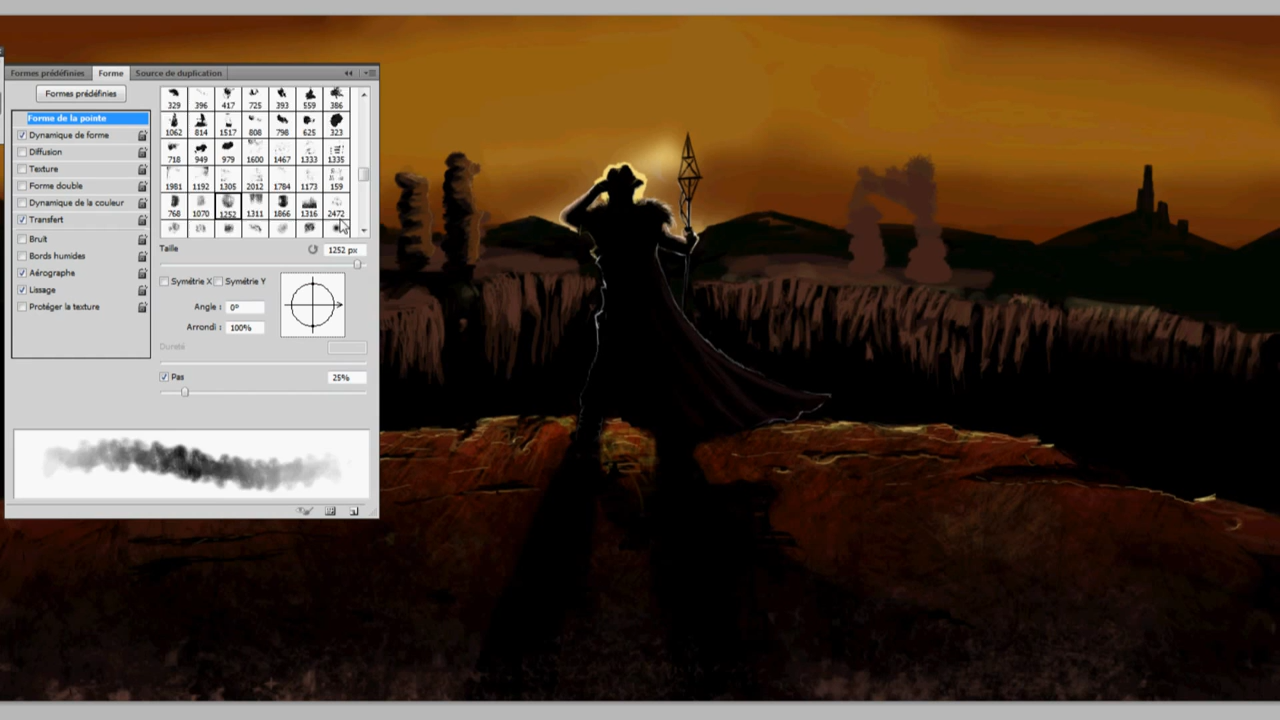 Formes prédéfinies Forme Source de duplication
Formes prédéfinies
Forme de la pointe
Dynamique de forme
Diffusion
Texture
Forme double
Dynamique de la couleur
Transfert
Bruit
Bords humides
Aérographe
Lissage
Protéger la texture
329 396 417 725 393 559 386
1062 814 1517 808 798 625 323
718 949 979 1600 1467 1333 1335
1981 1192 1305 2012 1784 1173 159
768 1070 1252 1311 1866 1316 2472
Taille 1252 px
Symétrie X Symétrie Y
Angle : 0°
Arrondi : 100%
Dureté
Pas 25%